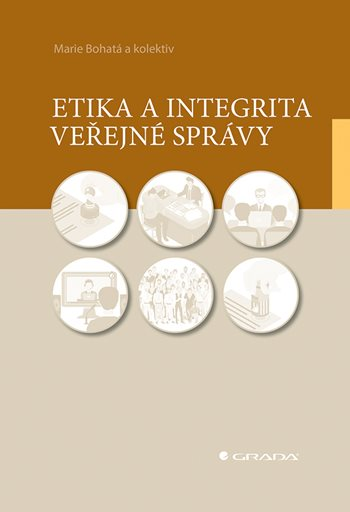 Marie Bohatá a kolektiv
ETIKA A INTEGRITA
VEŘEJNÉ SPRÁVY
GRADA